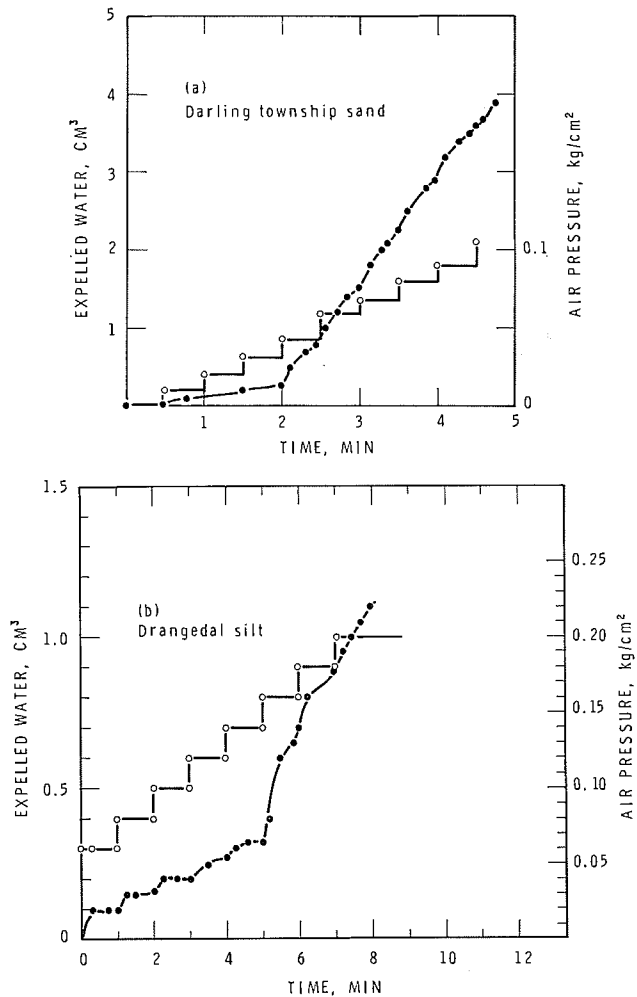 5
4
3
2
1
(a)
Darling township sand
EXPELLED WATER, CM³
0.1
0
AIR PRESSURE, kg/cm²
1 2 3 4 5
TIME, MIN
1.5
1.0
0.5
0
(b)
Drangedal silt
EXPELLED WATER, CM³
0.25
0.20
0.15
0.10
0.05
AIR PRESSURE, kg/cm²
0 2 4 6 8 10 12
TIME, MIN